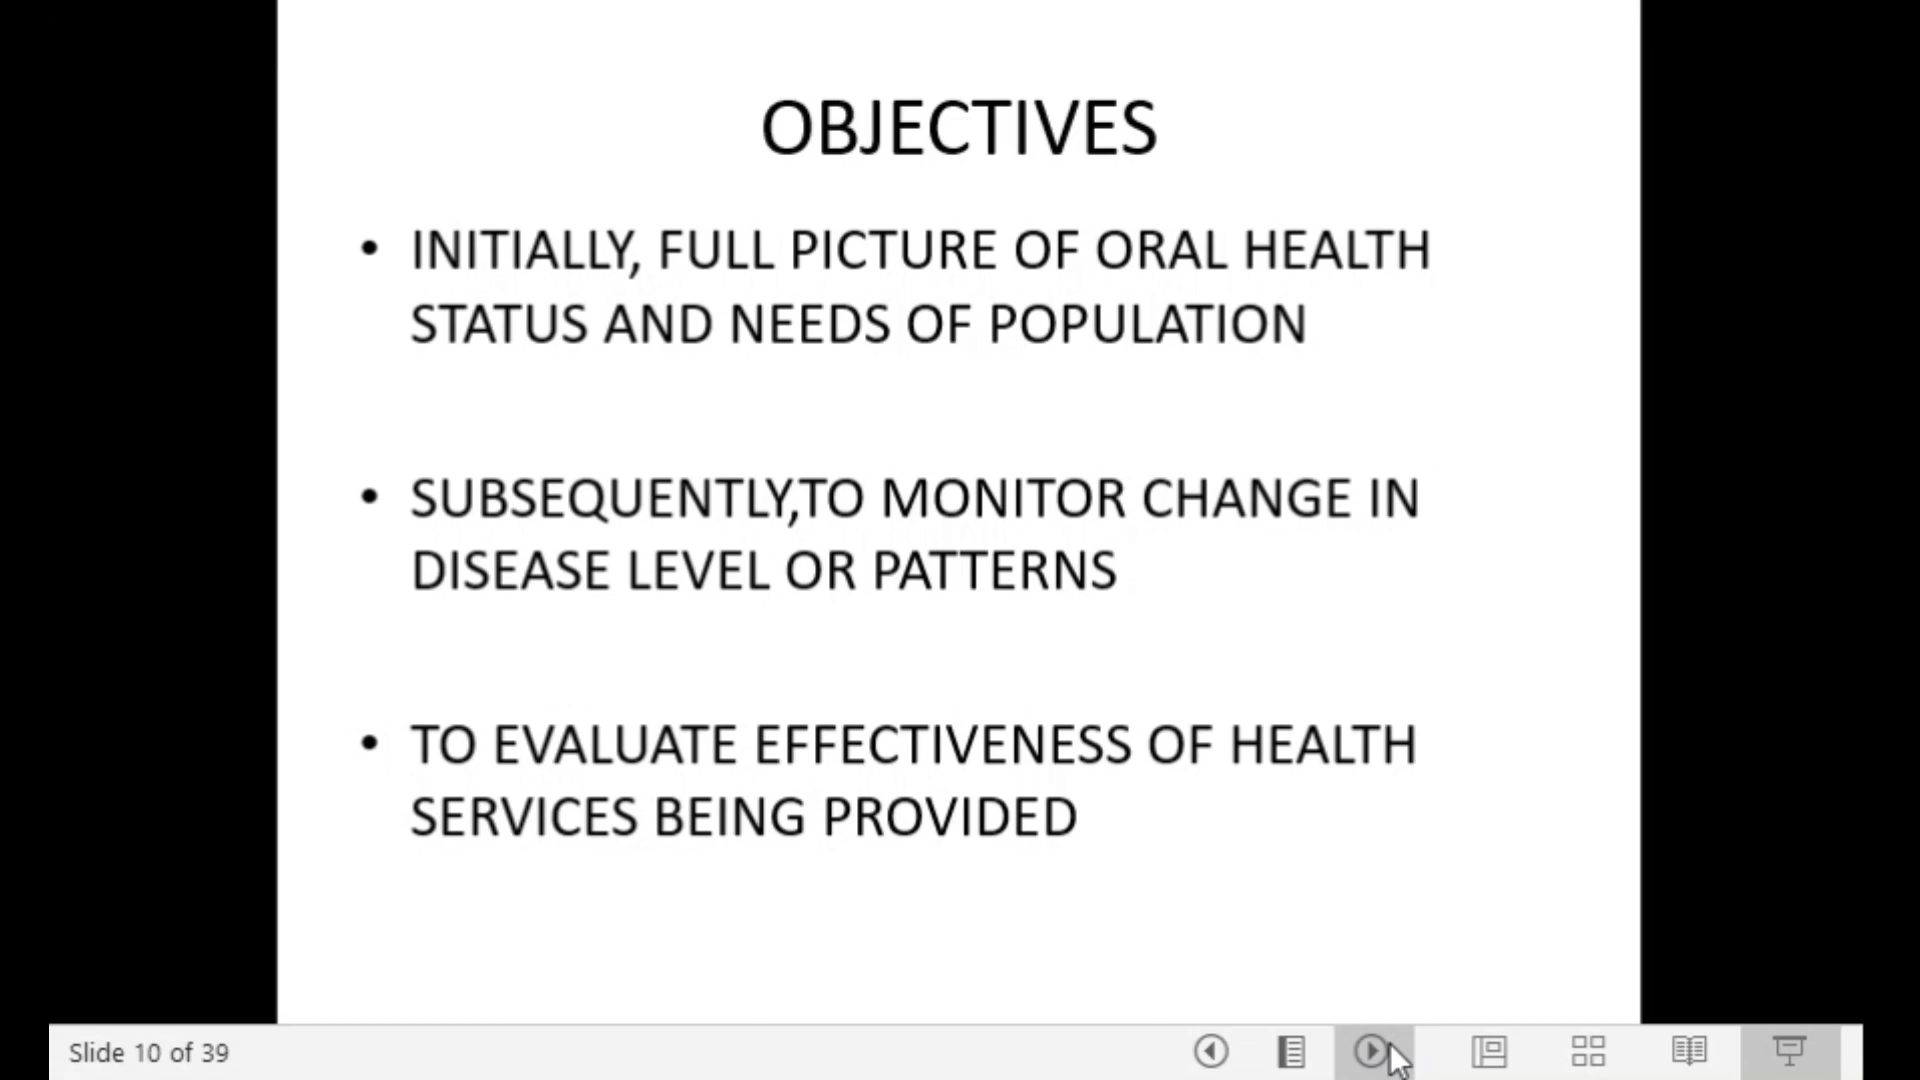 OBJECTIVES
• INITIALLY, FULL PICTURE OF ORAL HEALTH
STATUS AND NEEDS OF POPULATION
• SUBSEQUENTLY,TO MONITOR CHANGE IN
DISEASE LEVEL OR PATTERNS
• TO EVALUATE EFFECTIVENESS OF HEALTH
SERVICES BEING PROVIDED
Slide 10 of 39